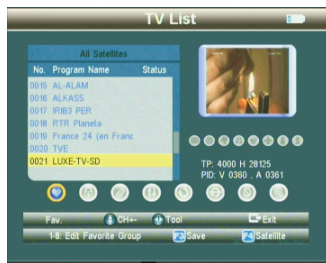 TV List
All Satellites
No. Program Name Status
0015 AL-ALAM
0016 ALKASS
0017 IRIB3 PER
0018 RTR Planeta
0019 France 24 (en Franc
0020 TVE
0021 LUXE-TV-SD
TP: 4000 H 28125
PID: V 0360 , A 0361
Fav. CH+- Tool Exit
1-8: Edit Favorite Group Save Satellite